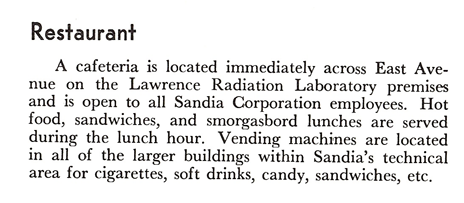 Restaurant
A cafeteria is located immediately across East Ave-
nue on the Lawrence Radiation Laboratory premises
and is open to all Sandia Corporation employees. Hot
food, sandwiches, and smorgasbord lunches are served
during the lunch hour. Vending machines are located
in all of the larger buildings within Sandia's technical
area for cigarettes, soft drinks, candy, sandwiches, etc.